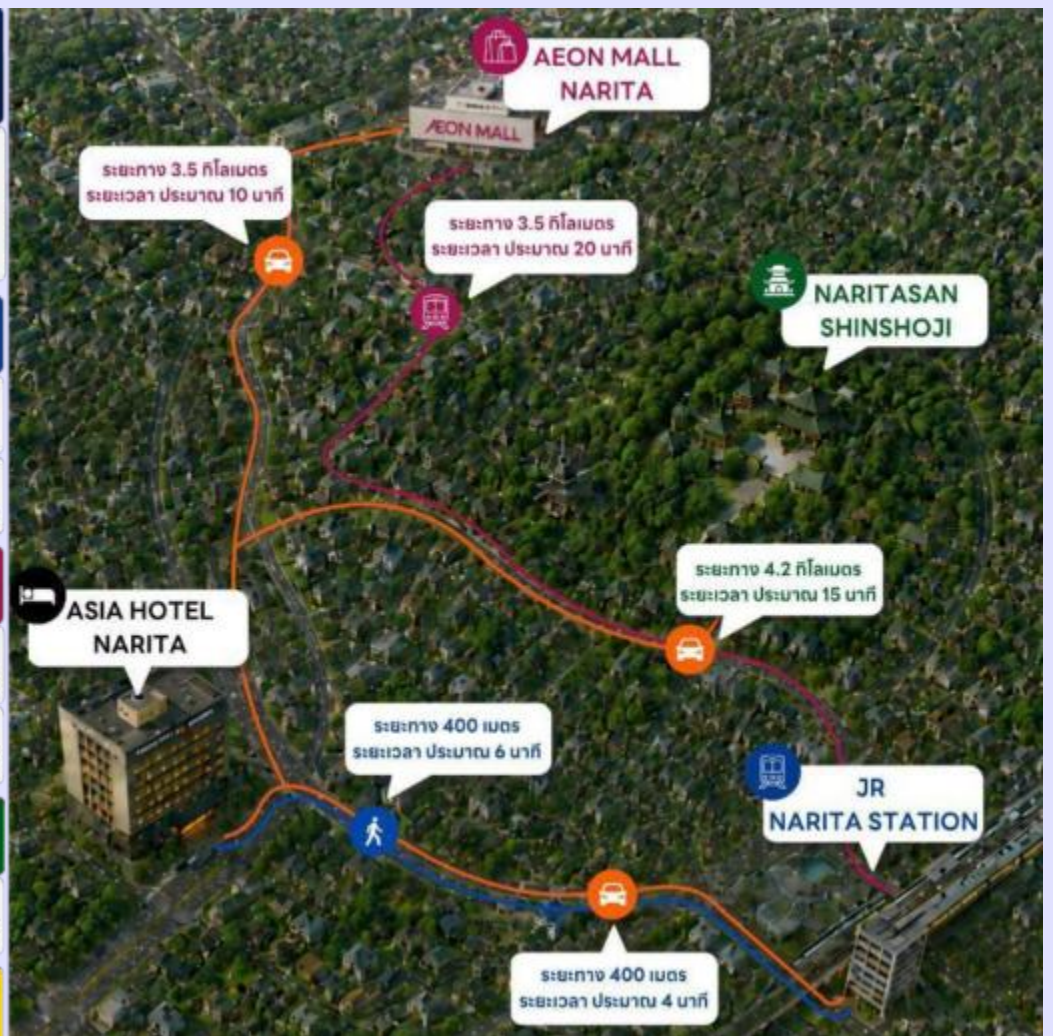 AEON MALL
NARITA
AEON MALL
ระยะทาง 3.5 กิโลเมตร
ระยะเวลา ประมาณ 10 นาที
ระยะทาง 3.5 กิโลเมตร
ระยะเวลา ประมาณ 20 นาที
NARITASAN
SHINSHOJI
ระยะทาง 4.2 กิโลเมตร
ระยะเวลา ประมาณ 15 นาที
ASIA HOTEL
NARITA
ระยะทาง 400 เมตร
ระยะเวลา ประมาณ 6 นาที
JR
NARITA STATION
ระยะทาง 400 เมตร
ระยะเวลา ประมาณ 4 นาที